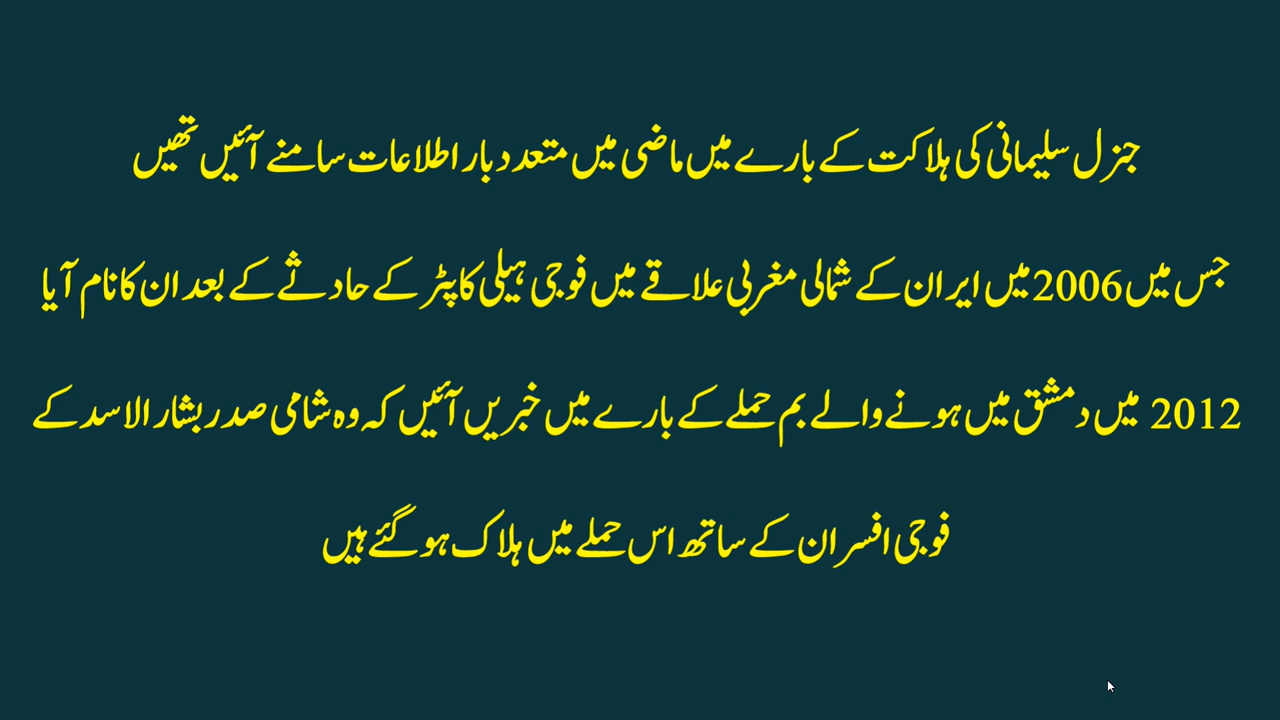 جنرل سلیمانی کی ہلاکت کے بارے میں ماضی میں متعدد بار اطلاعات سامنے آئیں تھیں
جس میں 2006 میں ایران کے شمالی مغربی علاقے میں فوجی ہیلی کاپٹر کے حادثے کے بعد ان کا نام آیا
2012 میں دمشق میں ہونے والے بم حملے کے بارے میں خبریں آئیں کہ وہ شامی صدر بشار الاسد کے
فوجی افسران کے ساتھ اس حملے میں ہلاک ہو گئے ہیں